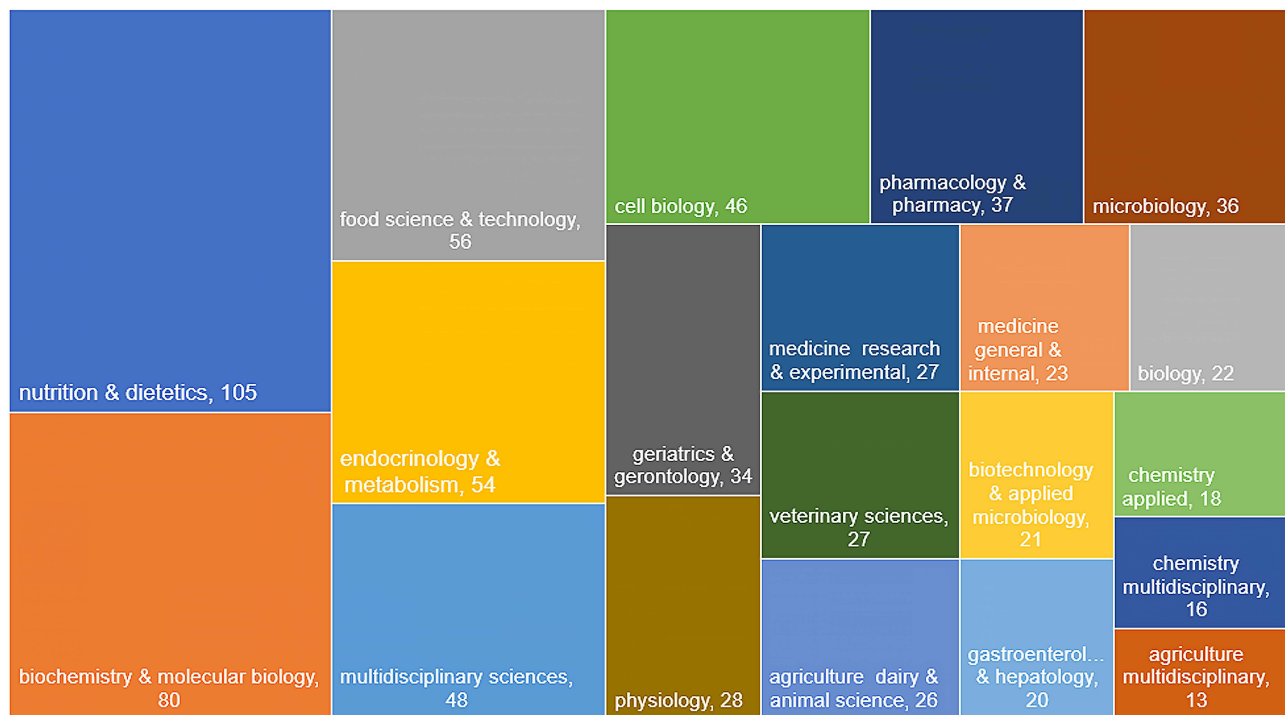 nutrition & dietetics, 105
biochemistry & molecular biology,
80
food science & technology,
56
endocrinology &
metabolism, 54
multidisciplinary sciences,
48
cell biology, 46
pharmacology &
pharmacy, 37
microbiology, 36
geriatrics &
gerontology, 34
physiology, 28
medicine research
& experimental, 27
medicine
general &
internal, 23
biology, 22
veterinary sciences,
27
biotechnology
& applied
microbiology,
21
chemistry
applied, 18
chemistry
multidisciplinary,
16
agriculture dairy &
animal science, 26
gastroenterol...
& hepatology,
20
agriculture
multidisciplinary,
13